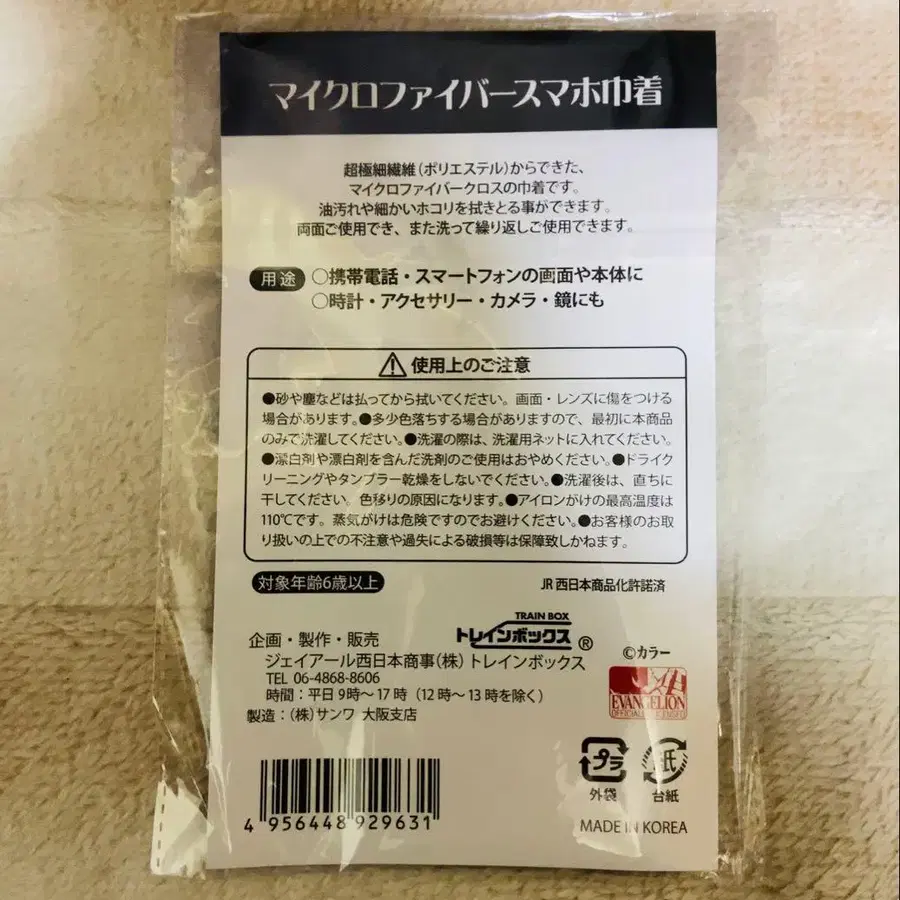 マイクロファイバースマホ巾着
超極細繊維(ポリエステル)からできた、
マイクロファイバークロスの巾着です。
油汚れや細かいホコリを拭きとる事ができます。
両面ご使用でき、また洗って繰り返しご使用できます。
用途 ○携帯電話・スマートフォンの画面や本体に
○時計・アクセサリー・カメラ・鏡にも
⚠使用上のご注意
●砂や塵などは払ってから拭いてください。画面・レンズに傷をつける
場合があります。●多少色落ちする場合がありますので、最初に本商品
のみで洗濯してください。●洗濯の際は、洗濯用ネットに入れてください。
●漂白剤や漂白剤を含んだ洗剤のご使用はおやめください。●ドライク
リーニングやタンブラー乾燥をしないでください。●洗濯後は、直ちに
干してください。色移りの原因になります。●アイロンがけの最高温度は
110℃です。蒸気がけは危険ですのでお避けください。●お客様のお取
り扱いの上での不注意や過失による破損等は保障致しかねます。
対象年齢6歳以上
JR西日本商品化許諾済
企画・製作・販売
TRAIN BOX
トレインボックス®
ジェイアール西日本商事(株)トレインボックス
TEL 06-4868-8606
時間：平日9時～17時（12時～13時を除く）
製造：(株)サンワ 大阪支店
©カラー
EVANGELION
OFFICIALLY LICENSED
プラ
外袋
紙
台紙
4 956448 929631
MADE IN KOREA